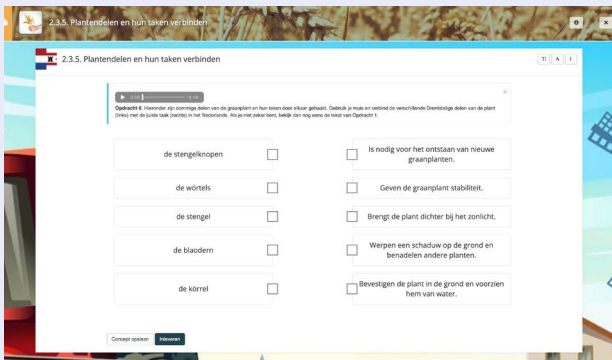 2.3.5. Plantendelen en hun taken verbinden
2.3.5. Plantendelen en hun taken verbinden
0:00
0:19
Opdracht 6: Hieronder zijn sommige delen van de graanplant en hun taken door elkaar gehaald. Gebruik je muis en verbind de verschillende Drentstalige delen van de plant
(links) met de juiste taak (rechts) in het Nederlands. Als je niet zeker bent, bekijk dan nog eens de tekst van Opdracht 1.
de stengelknopen
Is nodig voor het ontstaan van nieuwe
graanplanten.
de wörtels
Geven de graanplant stabiliteit.
de stengel
Brengt de plant dichter bij het zonlicht.
de blaodern
Werpen een schaduw op de grond en
benadelen andere planten.
de körrel
Bevestigen de plant in de grond en voorzien
hem van water.
Concept opslaan
Inleveren